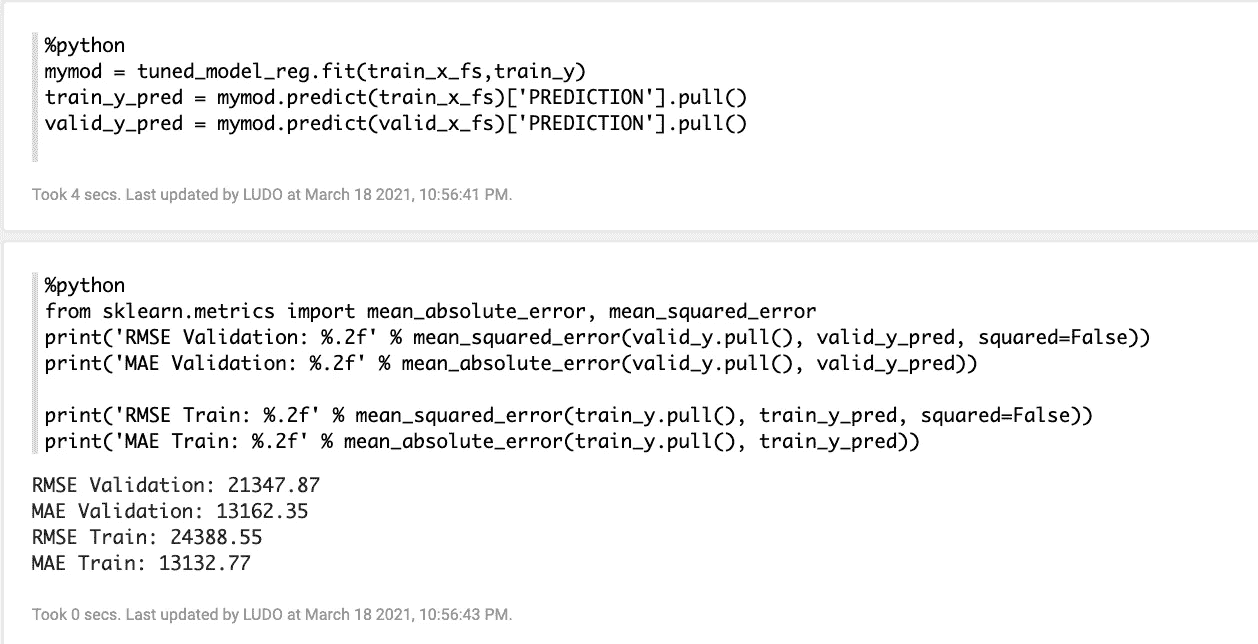 %python
mymod = tuned_model_reg.fit(train_x_fs,train_y)
train_y_pred = mymod.predict(train_x_fs)['PREDICTION'].pull()
valid_y_pred = mymod.predict(valid_x_fs)['PREDICTION'].pull()
Took 4 secs. Last updated by LUDO at March 18 2021, 10:56:41 PM.
%python
from sklearn.metrics import mean_absolute_error, mean_squared_error
print('RMSE Validation: %.2f' % mean_squared_error(valid_y.pull(), valid_y_pred, squared=False))
print('MAE Validation: %.2f' % mean_absolute_error(valid_y.pull(), valid_y_pred))
print('RMSE Train: %.2f' % mean_squared_error(train_y.pull(), train_y_pred, squared=False))
print('MAE Train: %.2f' % mean_absolute_error(train_y.pull(), train_y_pred))
RMSE Validation: 21347.87
MAE Validation: 13162.35
RMSE Train: 24388.55
MAE Train: 13132.77
Took 0 secs. Last updated by LUDO at March 18 2021, 10:56:43 PM.